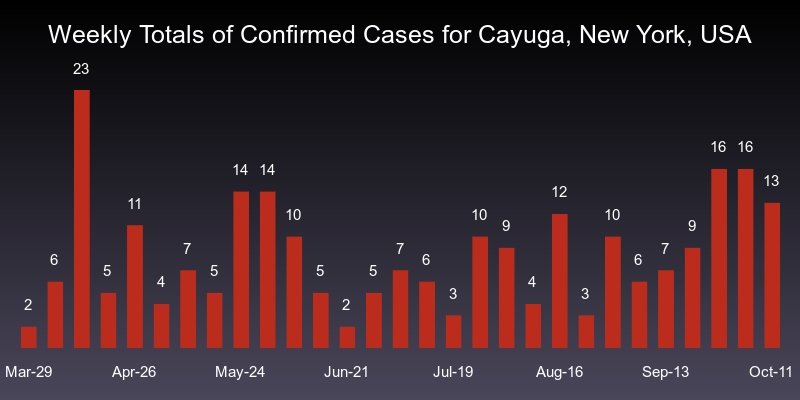 Weekly Totals of Confirmed Cases for Cayuga, New York, USA
2 6 23 5 11 4 7 5 14 14 10 5 2 5 7 6 3 10 9 4 12 3 10 6 7 9 16 16 13
Mar-29 Apr-26 May-24 Jun-21 Jul-19 Aug-16 Sep-13 Oct-11